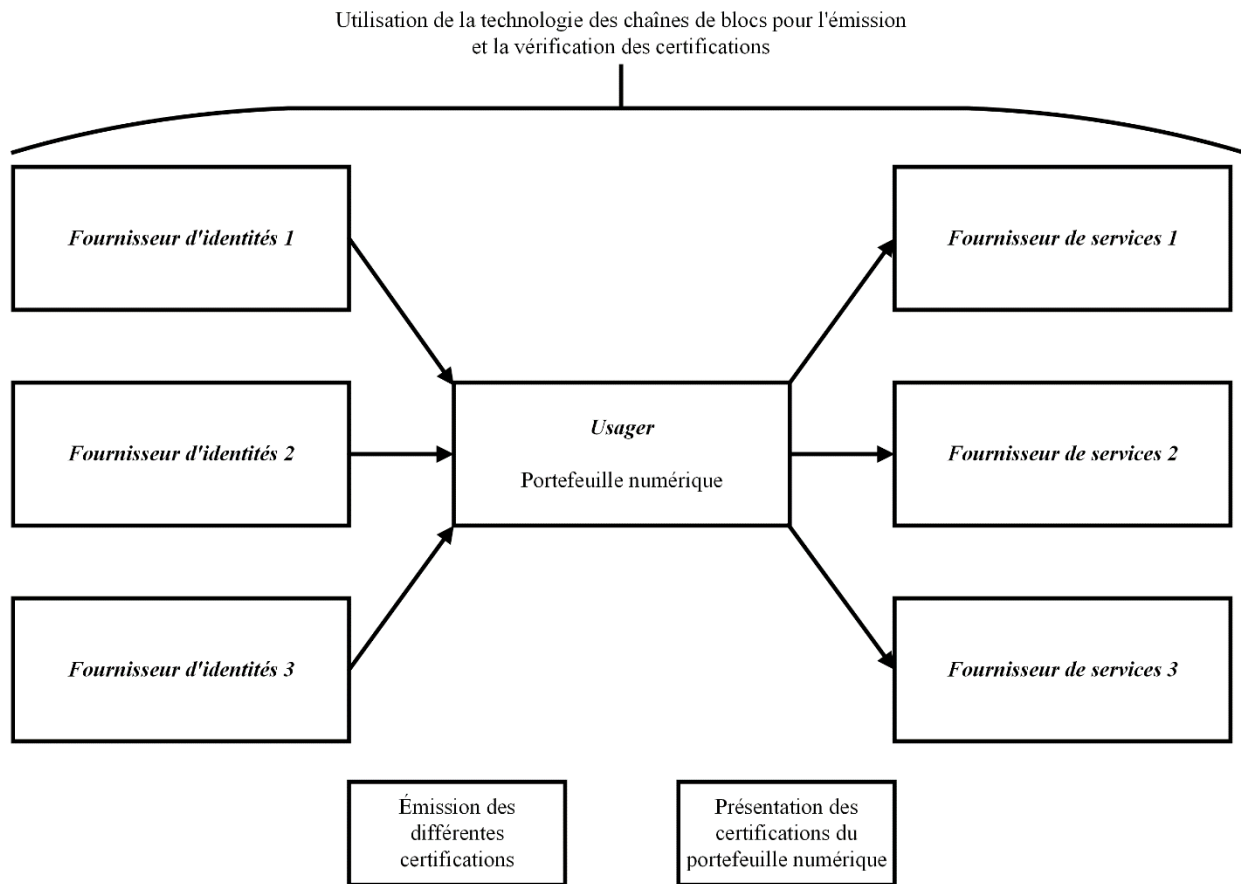 Utilisation de la technologie des chaînes de blocs pour l'émission
et la vérification des certifications
Fournisseur d'identités 1
Fournisseur de services 1
Fournisseur d'identités 2
Usager
Portefeuille numérique
Fournisseur de services 2
Fournisseur d'identités 3
Fournisseur de services 3
Émission des
différentes
certifications
Présentation des
certifications du
portefeuille numérique